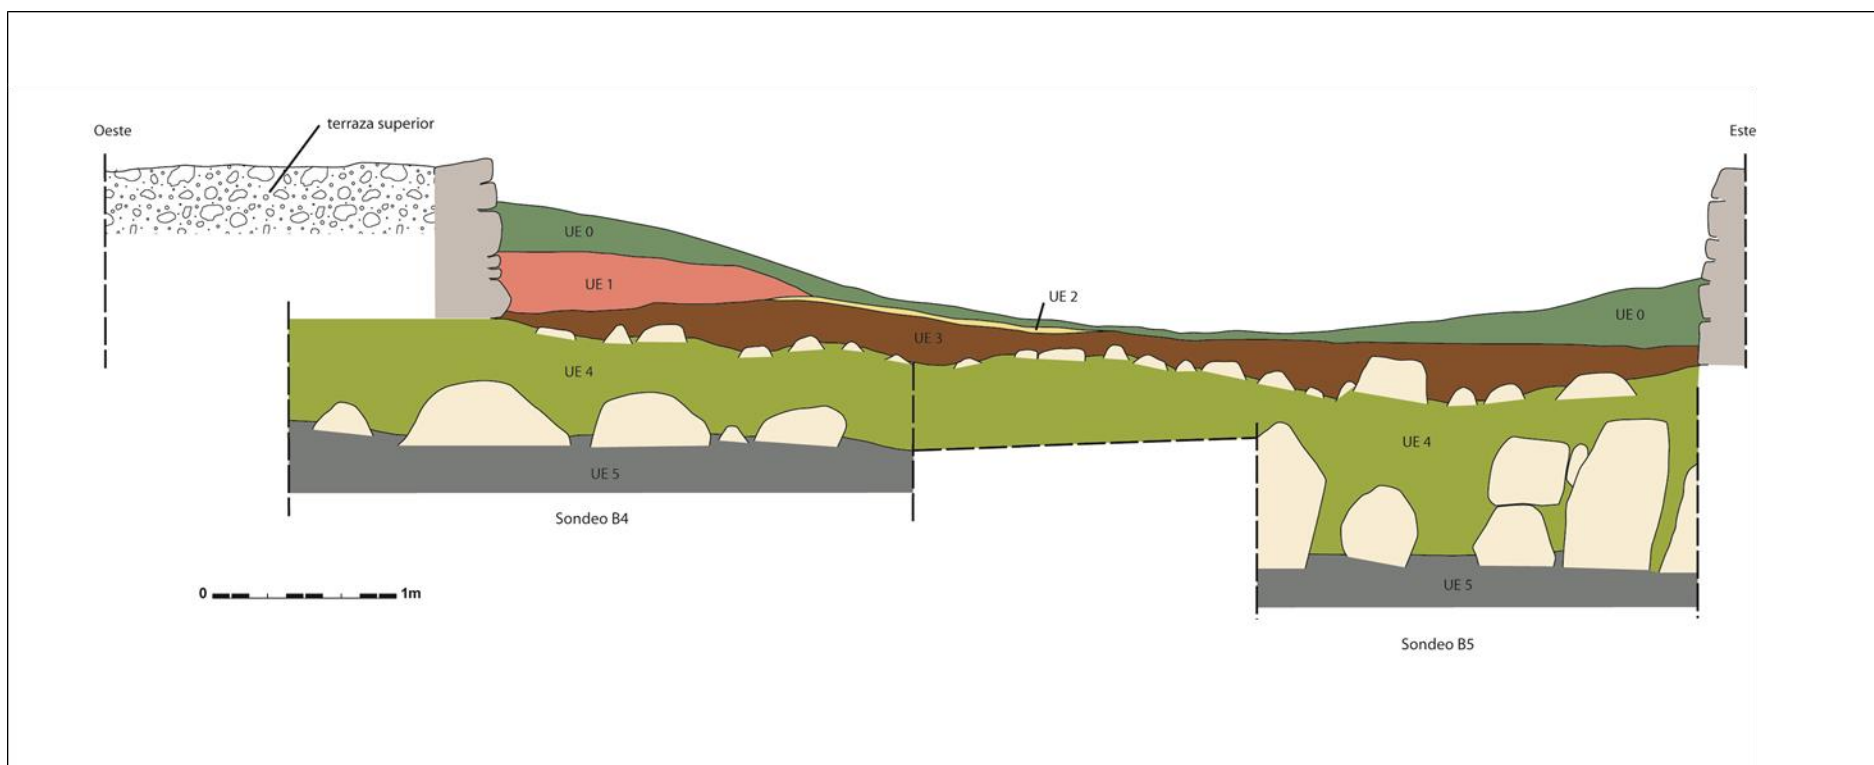 terraza superior
Oeste
Este
UE 0
UE 1
UE 2
UE 0
UE 3
UE 4
UE 4
UE 5
Sondeo B4
UE 5
0 1m
Sondeo B5